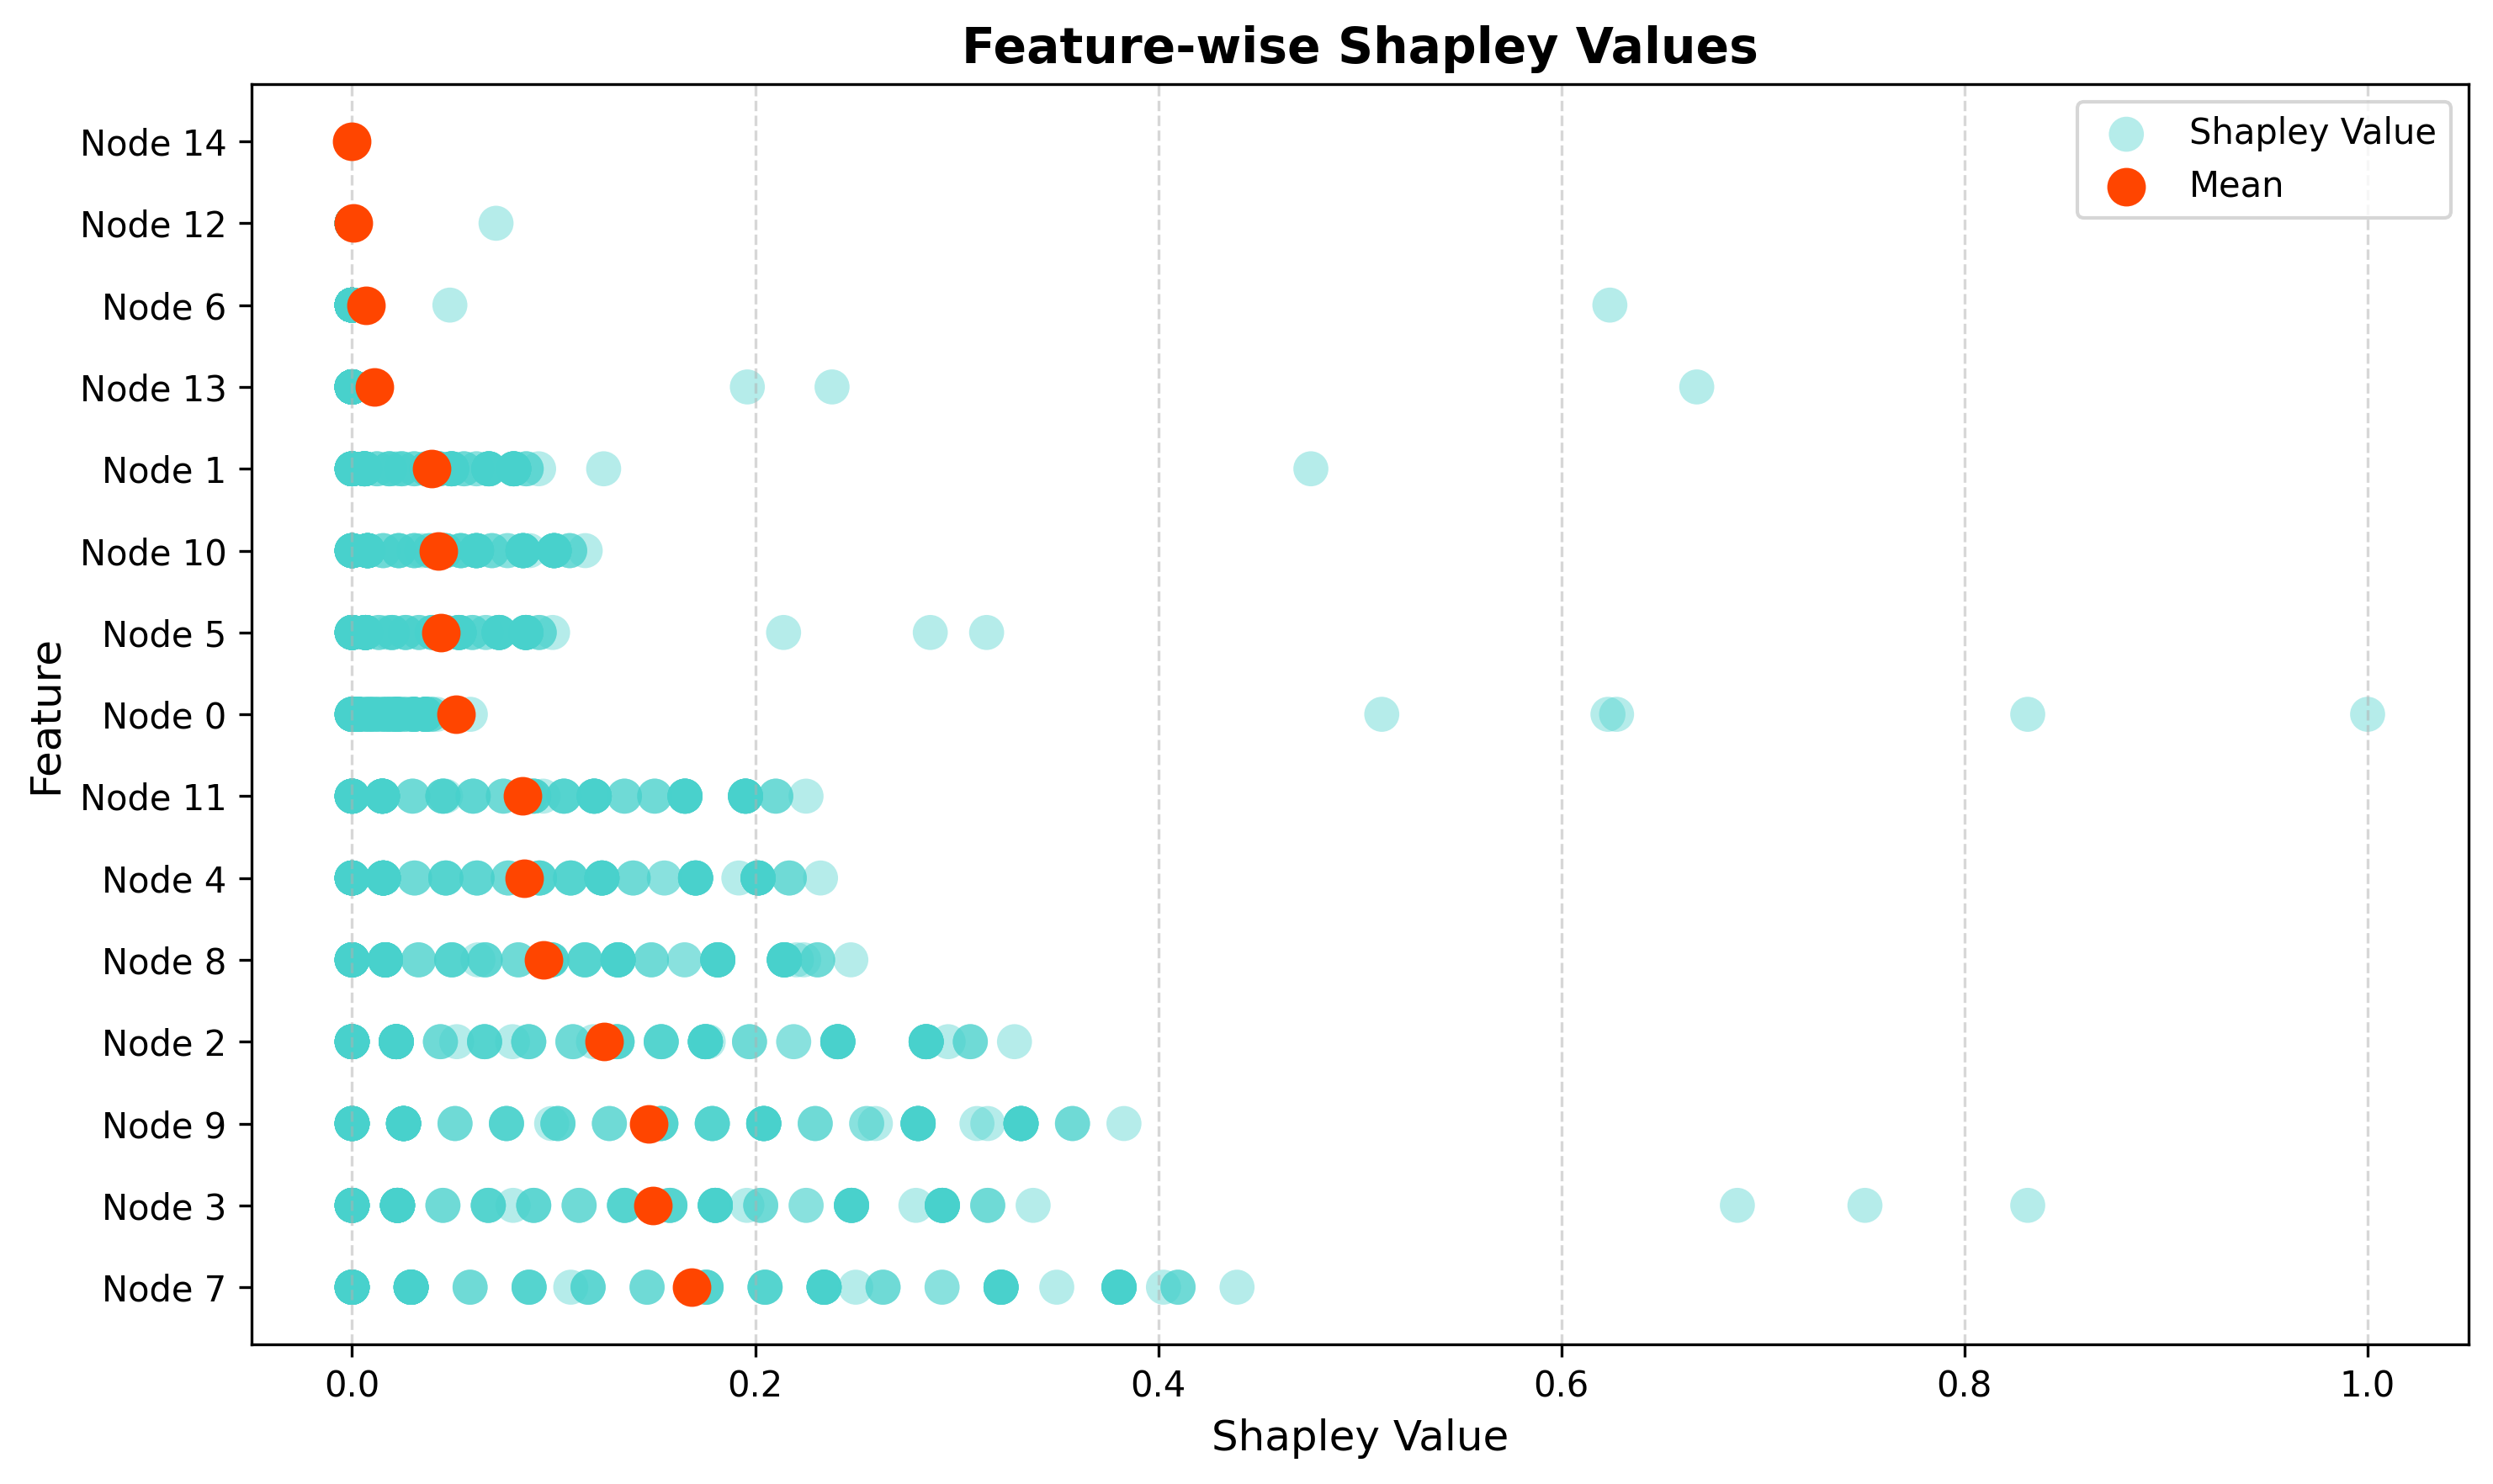 Feature-wise Shapley Values
Shapley Value
Mean
Feature
Node 14
Node 12
Node 6
Node 13
Node 1
Node 10
Node 5
Node 0
Node 11
Node 4
Node 8
Node 2
Node 9
Node 3
Node 7
0.0 0.2 0.4 0.6 0.8 1.0
Shapley Value